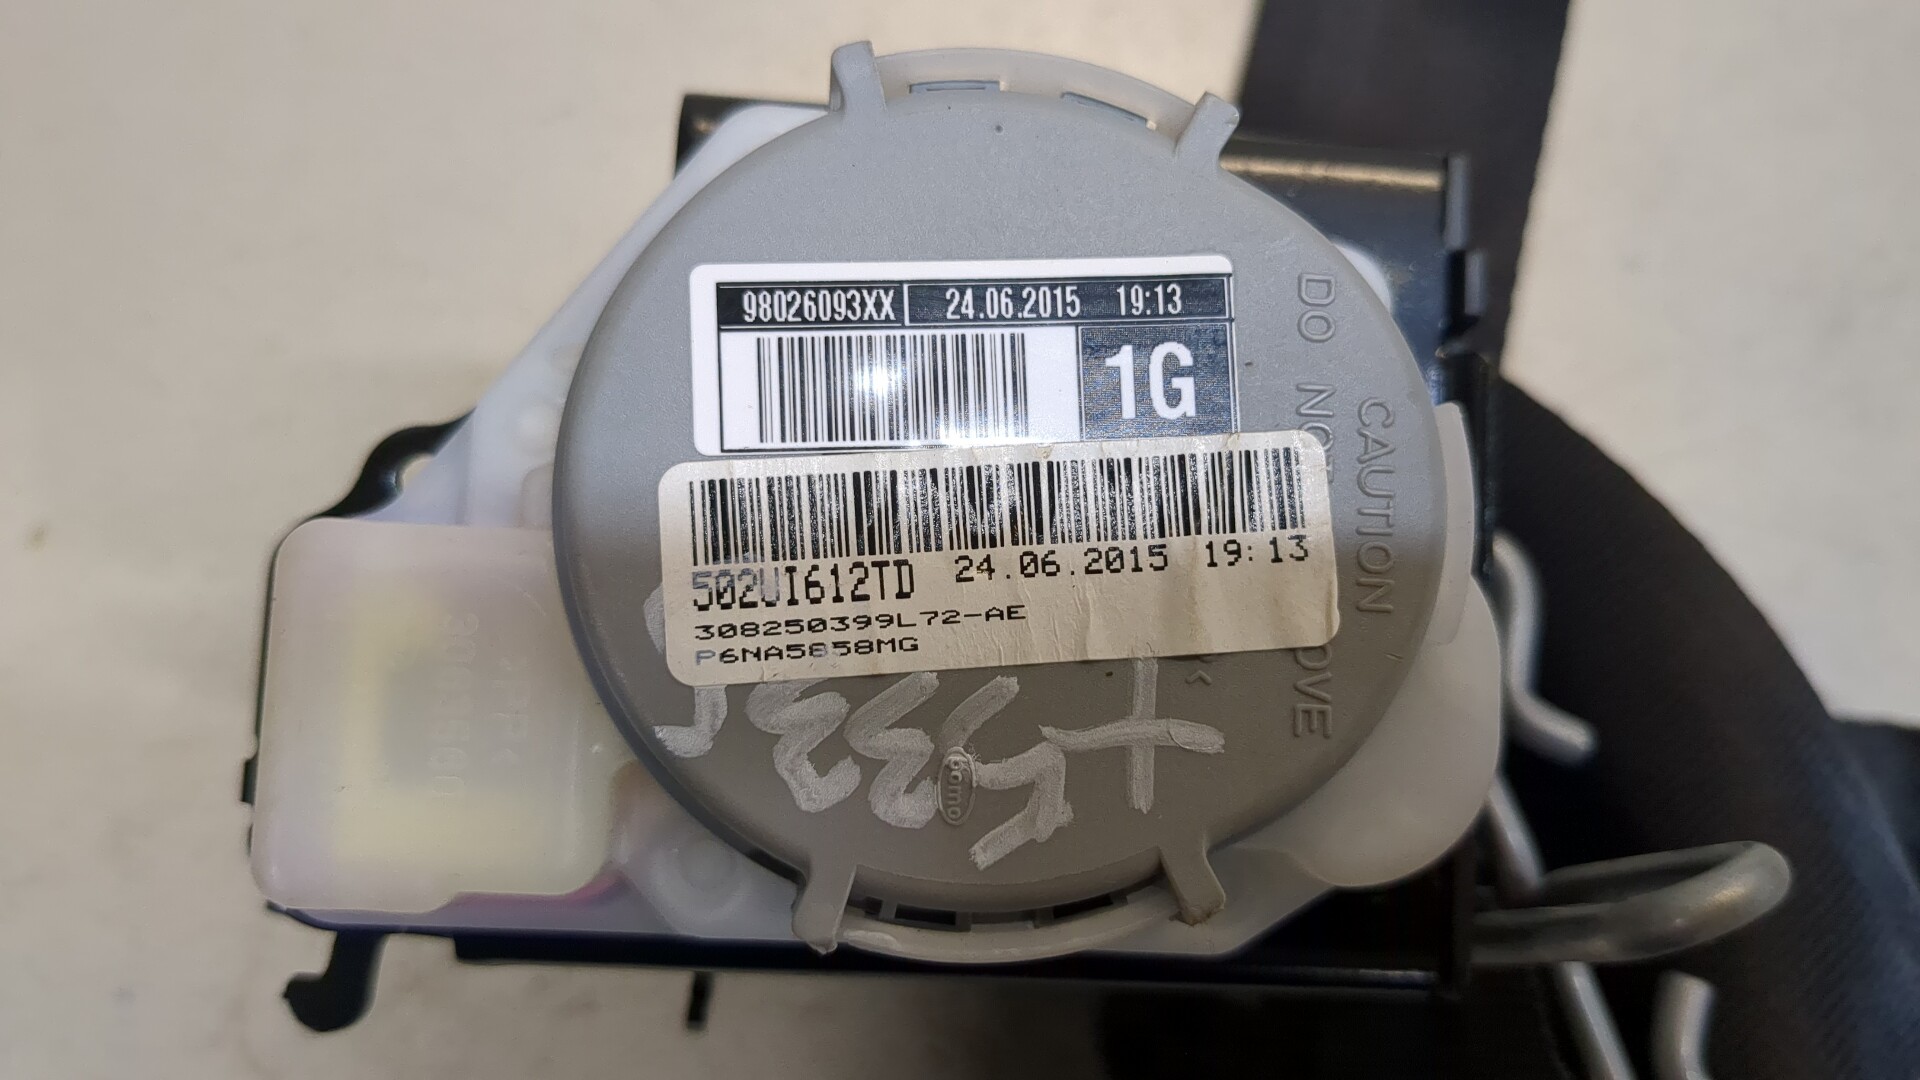 98026093XX 24.06.2015 19:13
1G
502UI612TD 24.06.2015 19:13
308250399L72-AE
P6NA5858MG
CAUTION
DO NOT